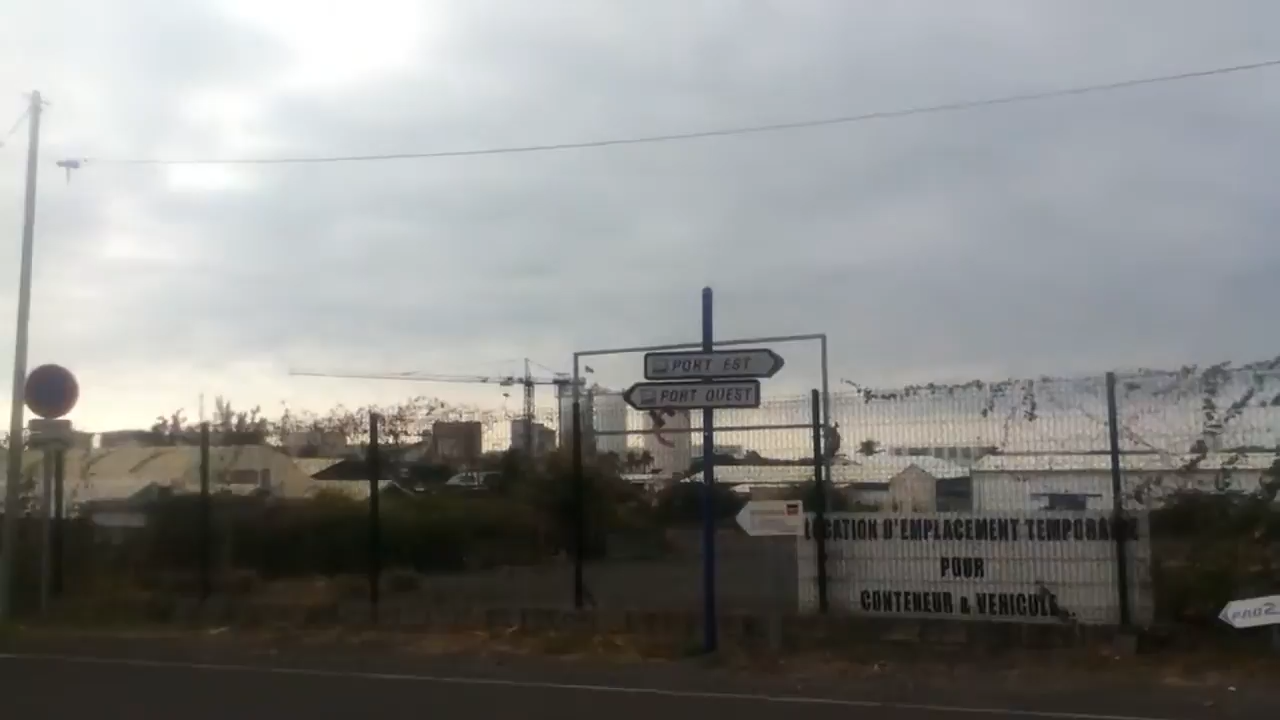 PORT EST
PORT OUEST
LOCATION D'EMPLACEMENT TEMPORAIRE
POUR
CONTENEUR & VEHICULE